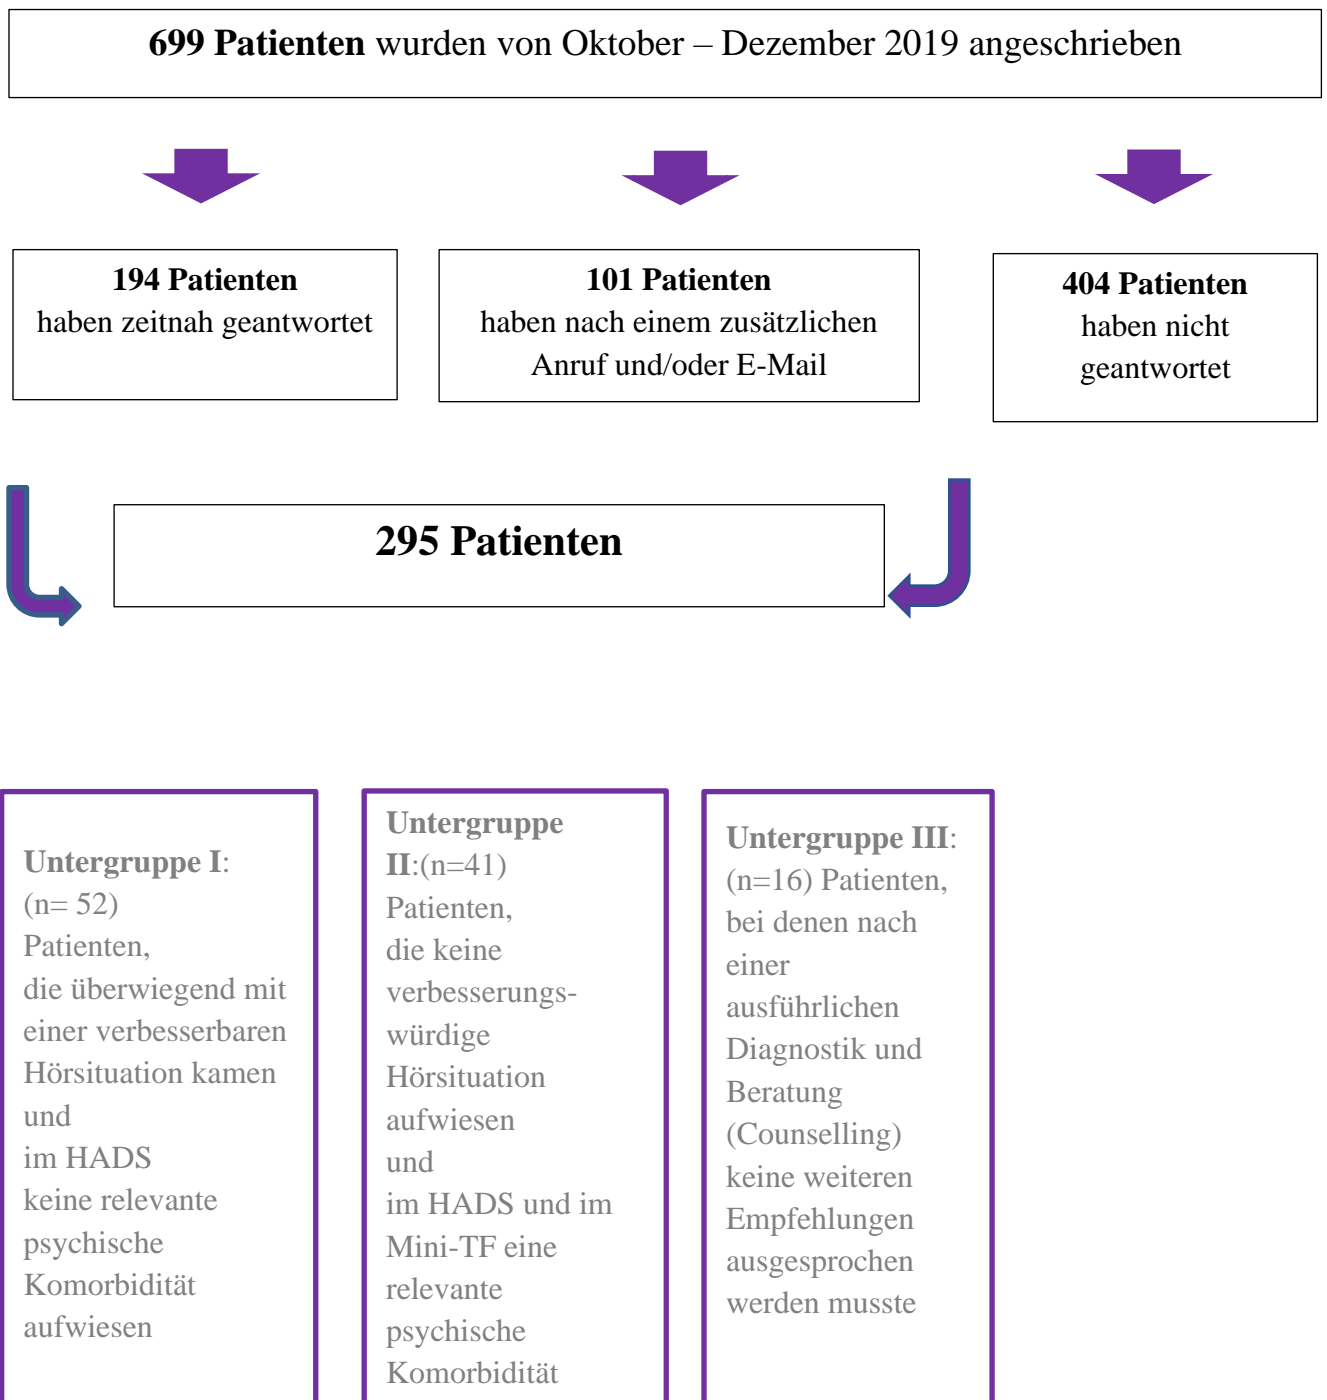 699 Patienten wurden von Oktober – Dezember 2019 angeschrieben
194 Patienten
haben zeitnah geantwortet
101 Patienten
haben nach einem zusätzlichen
Anruf und/oder E-Mail
404 Patienten
haben nicht
geantwortet
295 Patienten
Untergruppe I:
(n= 52)
Patienten,
die überwiegend mit
einer verbesserbaren
Hörsituation kamen
und
im HADS
keine relevante
psychische
Komorbidität
aufwiesen
Untergruppe
II:(n=41)
Patienten,
die keine
verbesserungs-
würdige
Hörsituation
aufwiesen
und
im HADS und im
Mini-TF eine
relevante
psychische
Komorbidität
Untergruppe III:
(n=16) Patienten,
bei denen nach
einer
ausführlichen
Diagnostik und
Beratung
(Counselling)
keine weiteren
Empfehlungen
ausgesprochen
werden musste